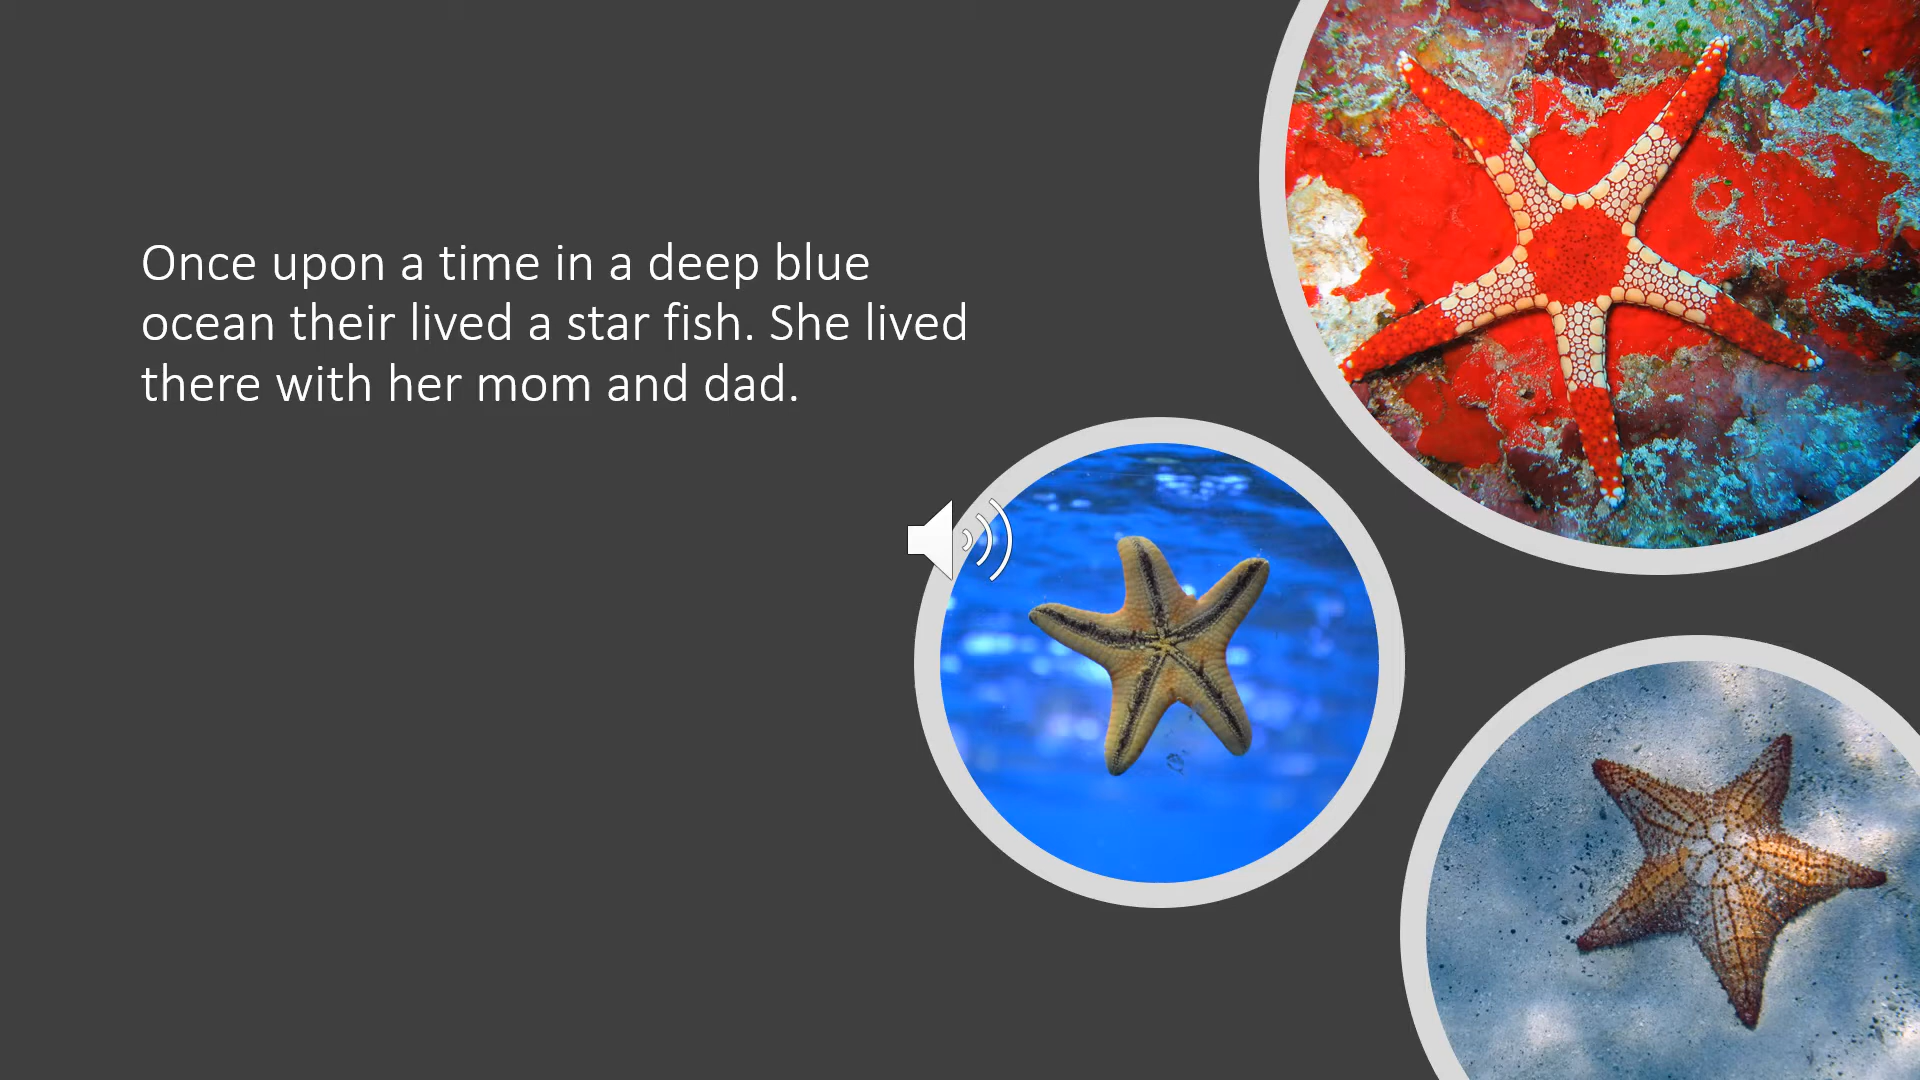 Once upon a time in a deep blue
ocean their lived a star fish. She lived
there with her mom and dad.